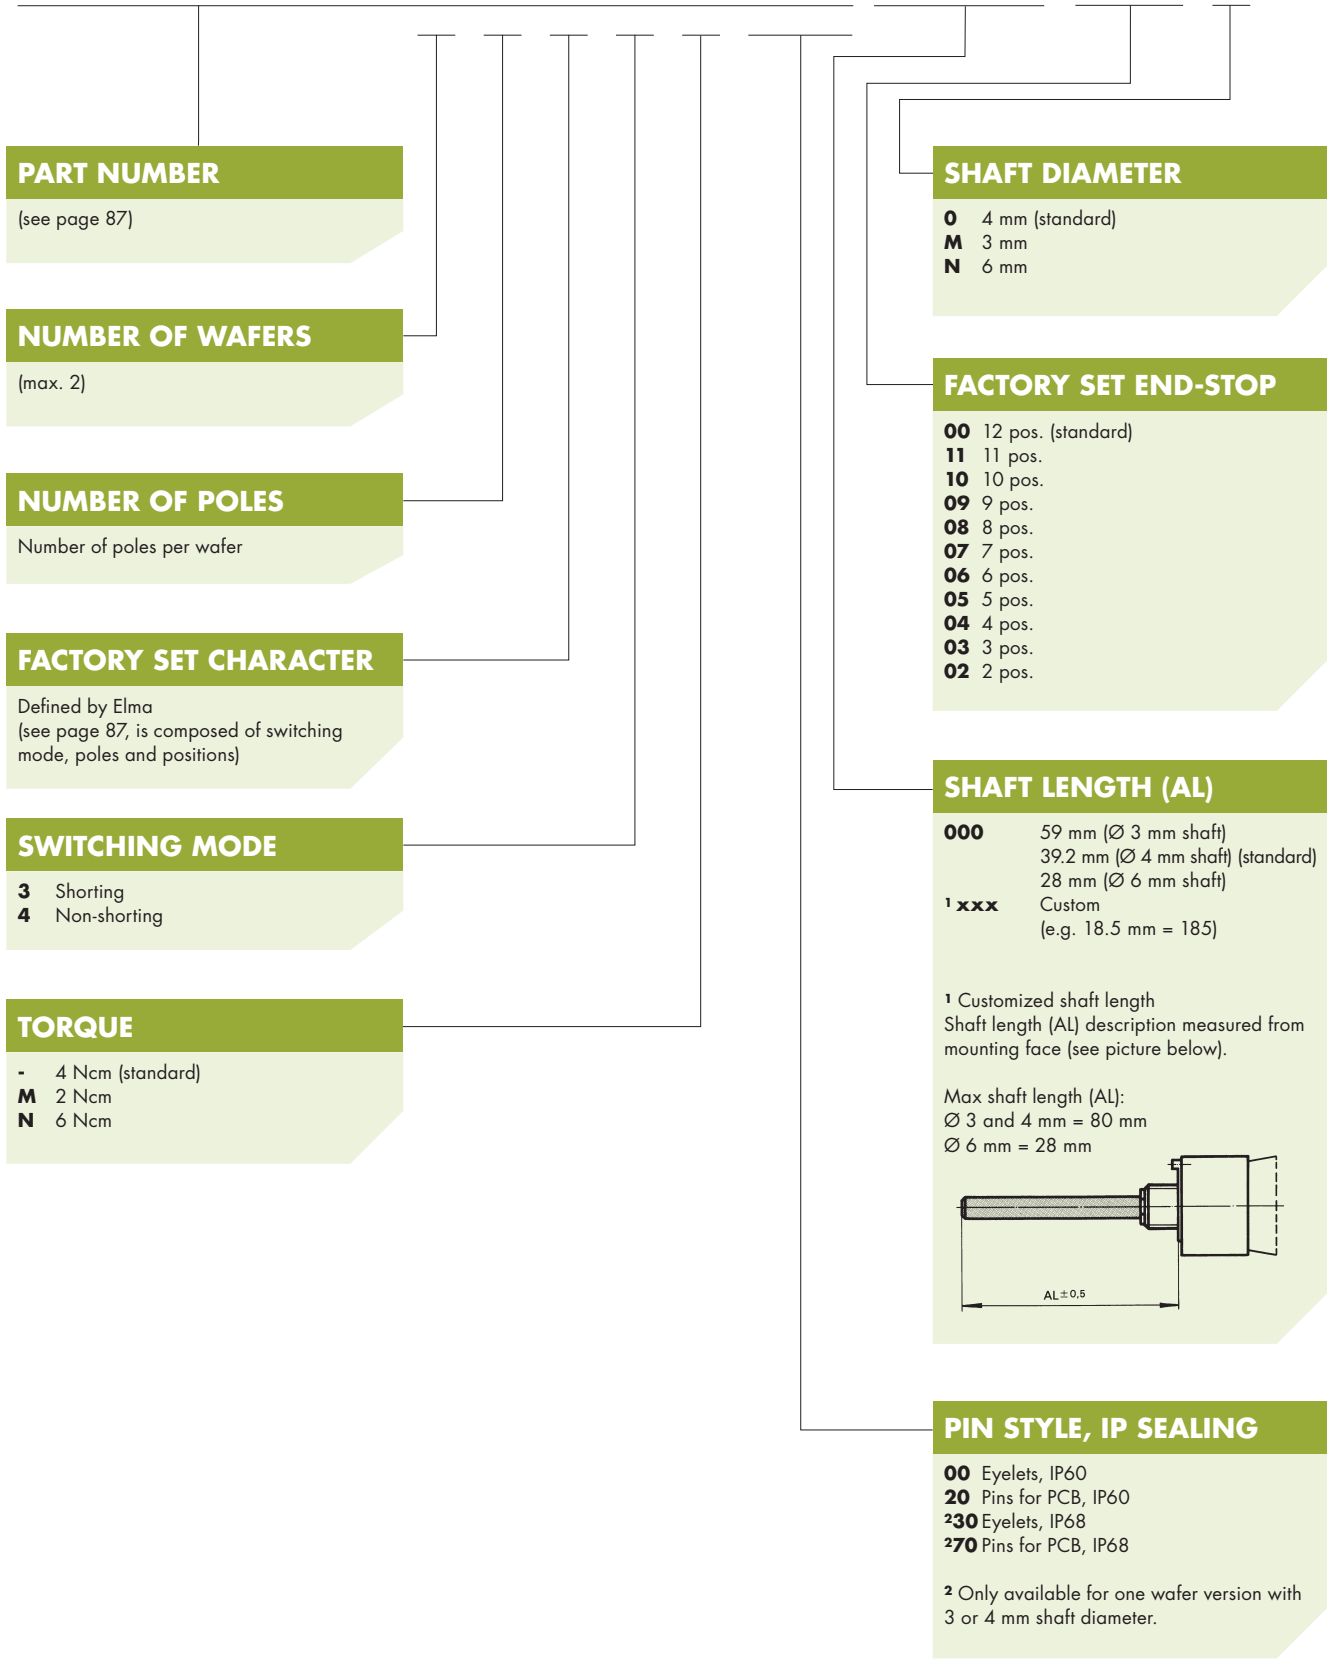 PART NUMBER
(see page 87)
NUMBER OF WAFERS
(max. 2)
NUMBER OF POLES
Number of poles per wafer
FACTORY SET CHARACTER
Defined by Elma
(see page 87, is composed of switching
mode, poles and positions)
SWITCHING MODE
3 Shorting
4 Non-shorting
TORQUE
- 4 Ncm (standard)
M 2 Ncm
N 6 Ncm
SHAFT DIAMETER
0 4 mm (standard)
M 3 mm
N 6 mm
FACTORY SET END-STOP
00 12 pos. (standard)
11 11 pos.
10 10 pos.
09 9 pos.
08 8 pos.
07 7 pos.
06 6 pos.
05 5 pos.
04 4 pos.
03 3 pos.
02 2 pos.
SHAFT LENGTH (AL)
000 59 mm (Ø 3 mm shaft)
39.2 mm (Ø 4 mm shaft) (standard)
28 mm (Ø 6 mm shaft)
¹ xxx Custom
(e.g. 18.5 mm = 185)
¹ Customized shaft length
Shaft length (AL) description measured from
mounting face (see picture below).
Max shaft length (AL):
Ø 3 and 4 mm = 80 mm
Ø 6 mm = 28 mm
AL±0,5
PIN STYLE, IP SEALING
00 Eyelets, IP60
20 Pins for PCB, IP60
²30 Eyelets, IP68
²70 Pins for PCB, IP68
² Only available for one wafer version with
3 or 4 mm shaft diameter.